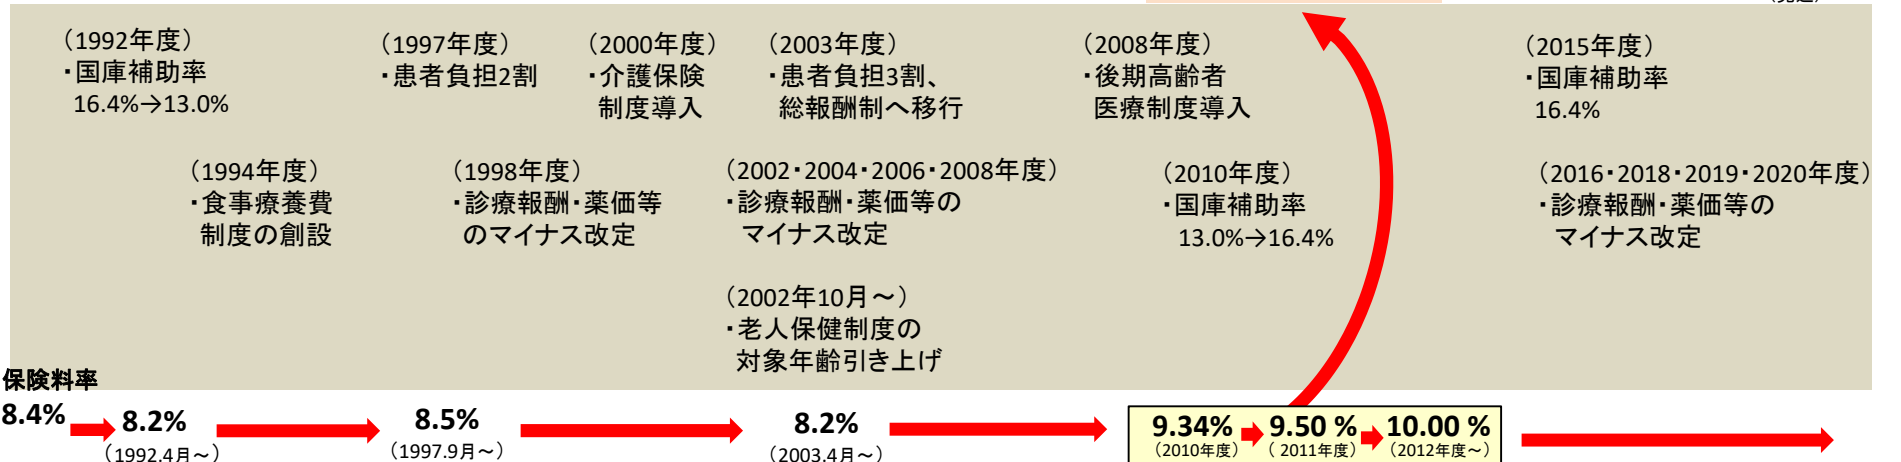 （1992年度）
・国庫補助率
16.4%→13.0%
（1997年度）
・患者負担2割
（2000年度）
・介護保険
制度導入
（2003年度）
・患者負担3割、
総報酬制へ移行
（2008年度）
・後期高齢者
医療制度導入
（2015年度）
・国庫補助率
16.4%
（1994年度）
・食事療養費
制度の創設
（1998年度）
・診療報酬・薬価等
のマイナス改定
（2002・2004・2006・2008年度）
・診療報酬・薬価等の
マイナス改定
（2010年度）
・国庫補助率
13.0%→16.4%
（2016・2018・2019・2020年度）
・診療報酬・薬価等の
マイナス改定
（2002年10月～）
・老人保健制度の
対象年齢引き上げ
保険料率
8.4%
8.2%
（1992.4月～）
8.5%
（1997.9月～）
8.2%
（2003.4月～）
9.34%
（2010年度）
9.50 %
（ 2011年度）
10.00 %
（2012年度～）